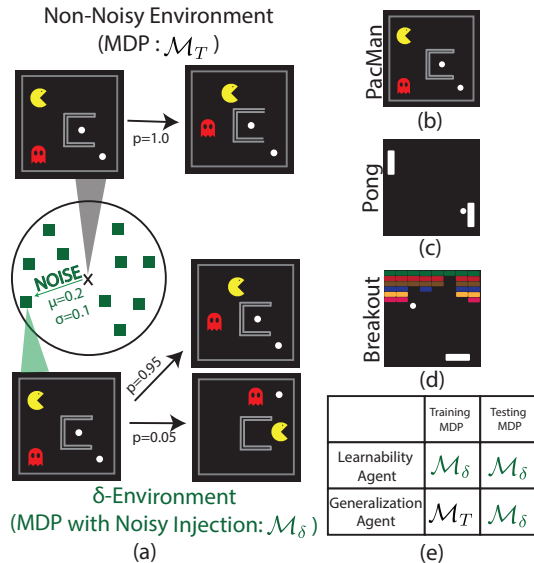 Non-Noisy Environment
(MDP : 𝓜_T )
p=1.0
NOISE
X
μ=0.2
σ=0.1
p=0.95
p=0.05
δ-Environment
(MDP with Noisy Injection: 𝓜_δ )
(a)
PacMan
(b)
Pong
(c)
Breakout
(d)
Training Testing
MDP MDP
Learnability
Agent 𝓜_δ 𝓜_δ
Generalization
Agent 𝓜_T 𝓜_δ
(e)